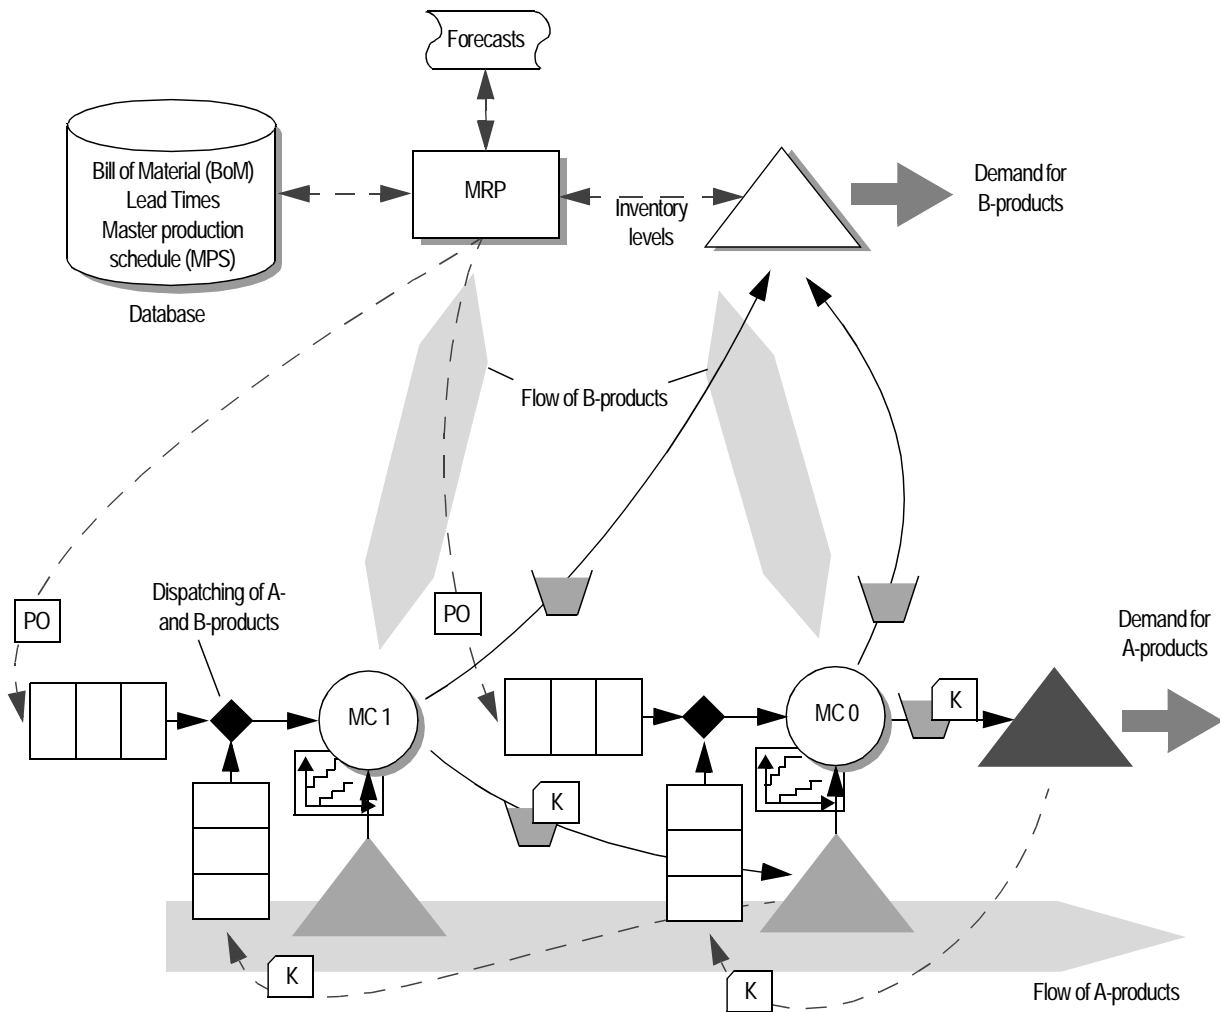 Forecasts
Bill of Material (BoM)
Lead Times
Master production
schedule (MPS)
Database
MRP
Inventory
levels
Demand for
B-products
Flow of B-products
PO
Dispatching of A-
and B-products
PO
Demand for
A-products
MC 1
MC 0
K
K
K
K
Flow of A-products